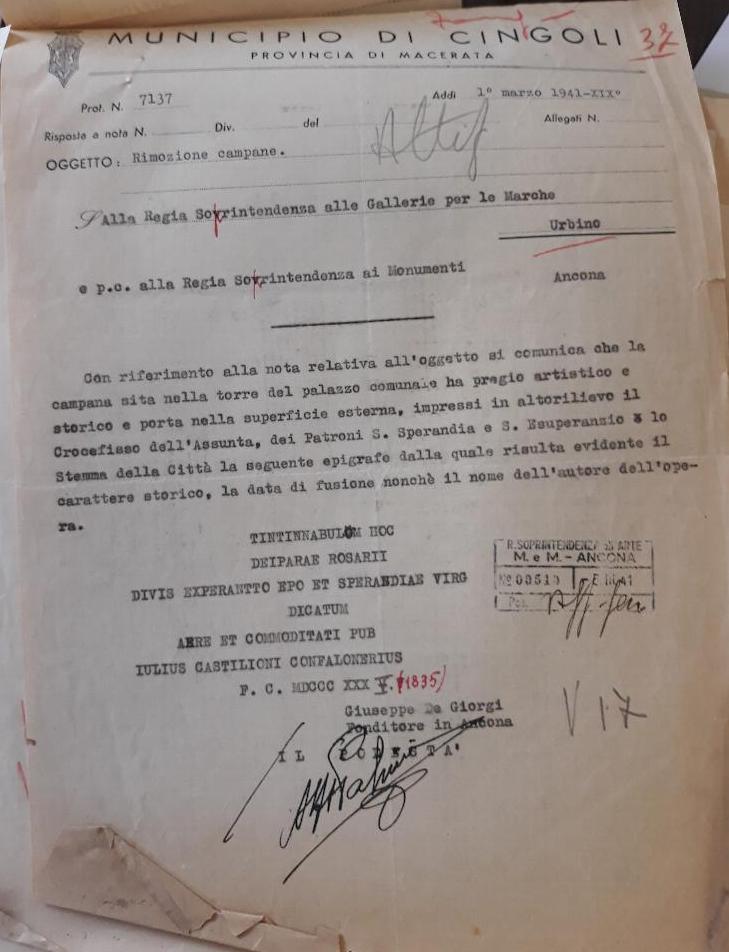 MUNICIPIO DI CINGOLI
37
PROVINCIA DI MACERATA
Prot. N. 7137
Addì 1° marzo 1941-XIX°
Risposta a nota N. Div. del
Allegati N.
OGGETTO: Rimozione campane.
Alla Regia Sovrintendenza alle Gallerie per le Marche
Urbino
e p.c. alla Regia Sovrintendenza ai Monumenti
Ancona
Con riferimento alla nota relativa all'oggetto si comunica che la
campana sita nella torre del palazzo comunale ha pregio artistico e
storico e porta nella superficie esterna, impressi in altorilievo il
Crocefisso dell'Assunta, dei Patroni S. Sperandia e S. Esuperanzio e lo
Stemma della Città la seguente epigrafe dalla quale risulta evidente il
carattere storico, la data di fusione nonchè il nome dell'autore dell'ope-
ra.
TINTINNABULUM HOC
DEIPARAE ROSARII
DIVIS EXPERANTTO EPO ET SPERANDIAE VIRG
DICATUM
AERE ET COMMODITATI PUB
IULIUS CASTILIONI CONFALONERIUS
F. C. MDCCC XXX V. (1835)
Giuseppe De Giorgi
Fonditore in Ancona
IL PODESTA'
R. SOPRINTENDENZA ARTE
M. e M. - ANCONA
N° 00510
V 17